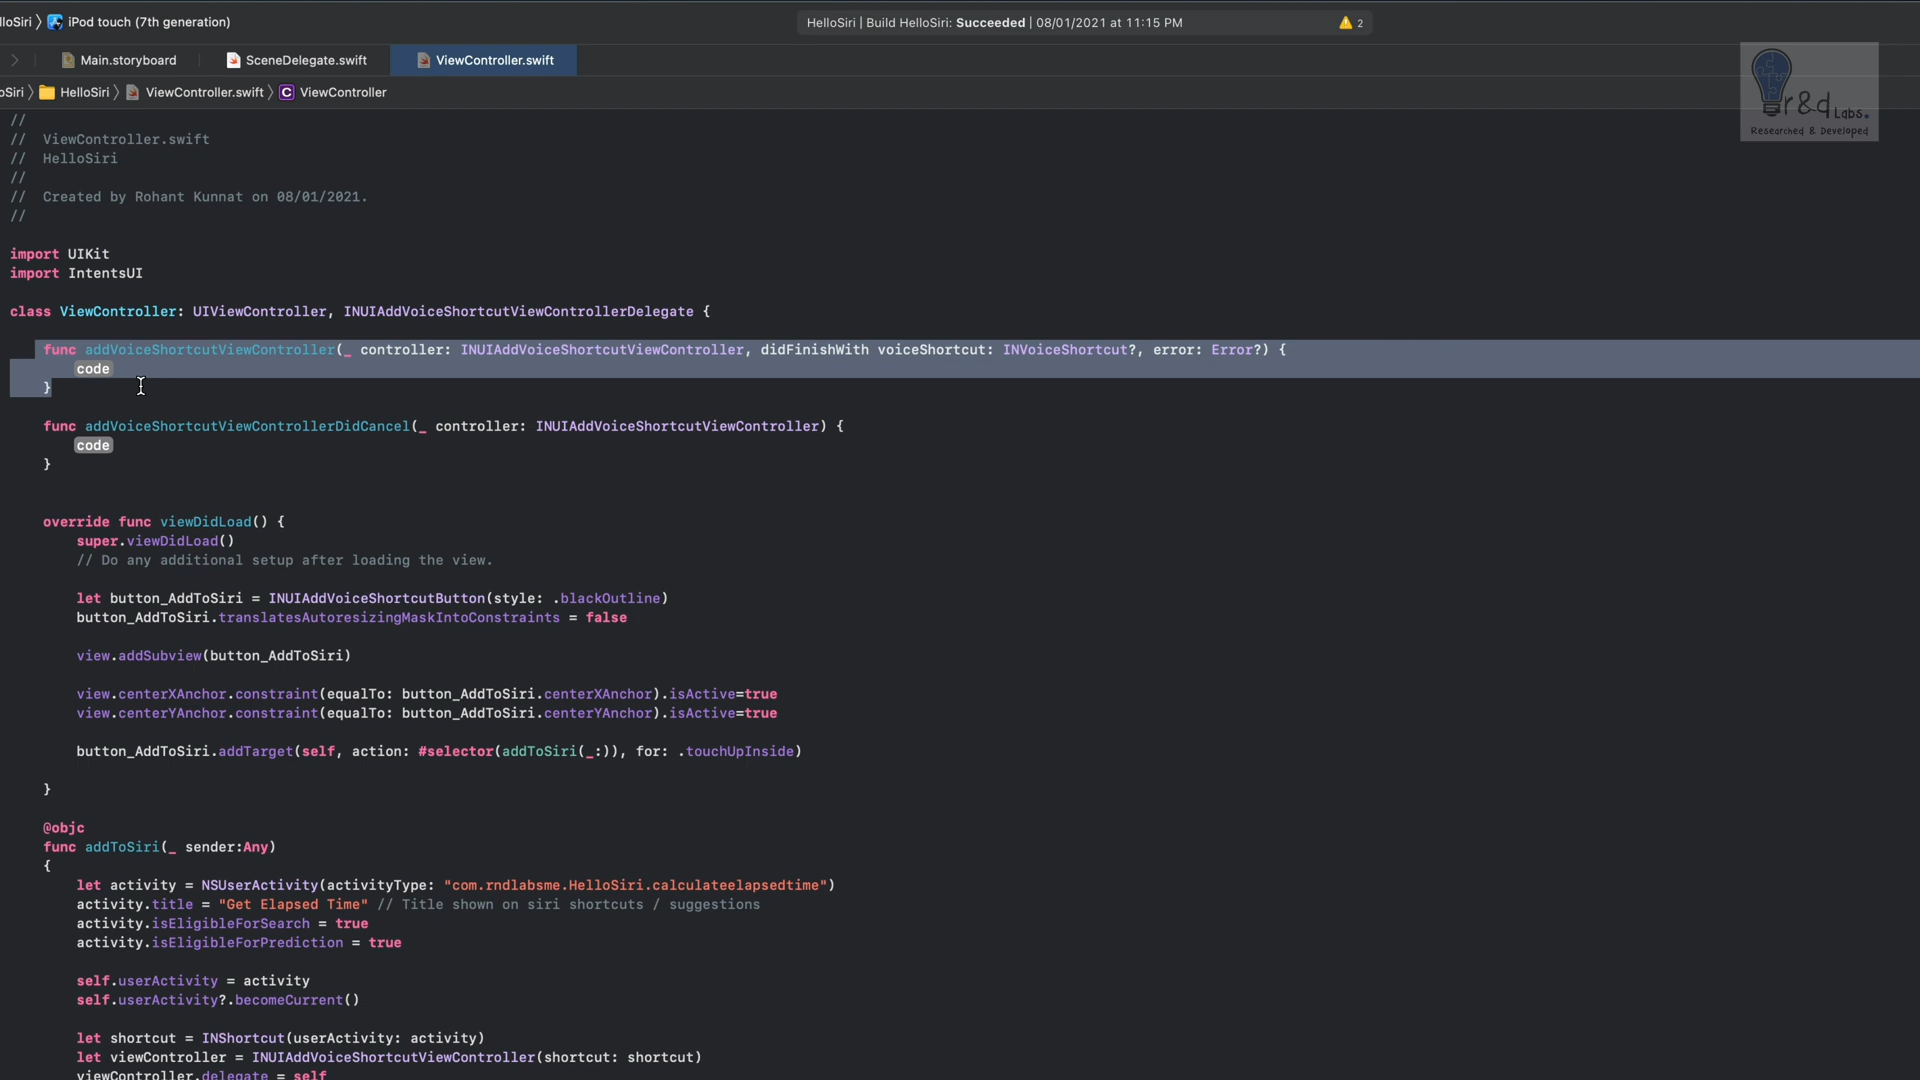 loSiri 〉 iPod touch (7th generation)
HelloSiri | Build HelloSiri: Succeeded | 08/01/2021 at 11:15 PM
2
Main.storyboard
SceneDelegate.swift
ViewController.swift
oSiri 〉 HelloSiri 〉 ViewController.swift 〉 C ViewController
r&d Labs.
Researched & Developed
//
//  ViewController.swift
//  HelloSiri
//
//  Created by Rohant Kunnat on 08/01/2021.
//
import UIKit
import IntentsUI
class ViewController: UIViewController, INUIAddVoiceShortcutViewControllerDelegate {
    func addVoiceShortcutViewController(_ controller: INUIAddVoiceShortcutViewController, didFinishWith voiceShortcut: INVoiceShortcut?, error: Error?) {
        code
    }
    func addVoiceShortcutViewControllerDidCancel(_ controller: INUIAddVoiceShortcutViewController) {
        code
    }
    override func viewDidLoad() {
        super.viewDidLoad()
        // Do any additional setup after loading the view.
        let button_AddToSiri = INUIAddVoiceShortcutButton(style: .blackOutline)
        button_AddToSiri.translatesAutoresizingMaskIntoConstraints = false
        view.addSubview(button_AddToSiri)
        view.centerXAnchor.constraint(equalTo: button_AddToSiri.centerXAnchor).isActive=true
        view.centerYAnchor.constraint(equalTo: button_AddToSiri.centerYAnchor).isActive=true
        button_AddToSiri.addTarget(self, action: #selector(addToSiri(_:)), for: .touchUpInside)
    }
    @objc
    func addToSiri(_ sender:Any)
    {
        let activity = NSUserActivity(activityType: "com.rndlabsme.HelloSiri.calculateelapsedtime")
        activity.title = "Get Elapsed Time" // Title shown on siri shortcuts / suggestions
        activity.isEligibleForSearch = true
        activity.isEligibleForPrediction = true
        self.userActivity = activity
        self.userActivity?.becomeCurrent()
        let shortcut = INShortcut(userActivity: activity)
        let viewController = INUIAddVoiceShortcutViewController(shortcut: shortcut)
        viewController.delegate = self